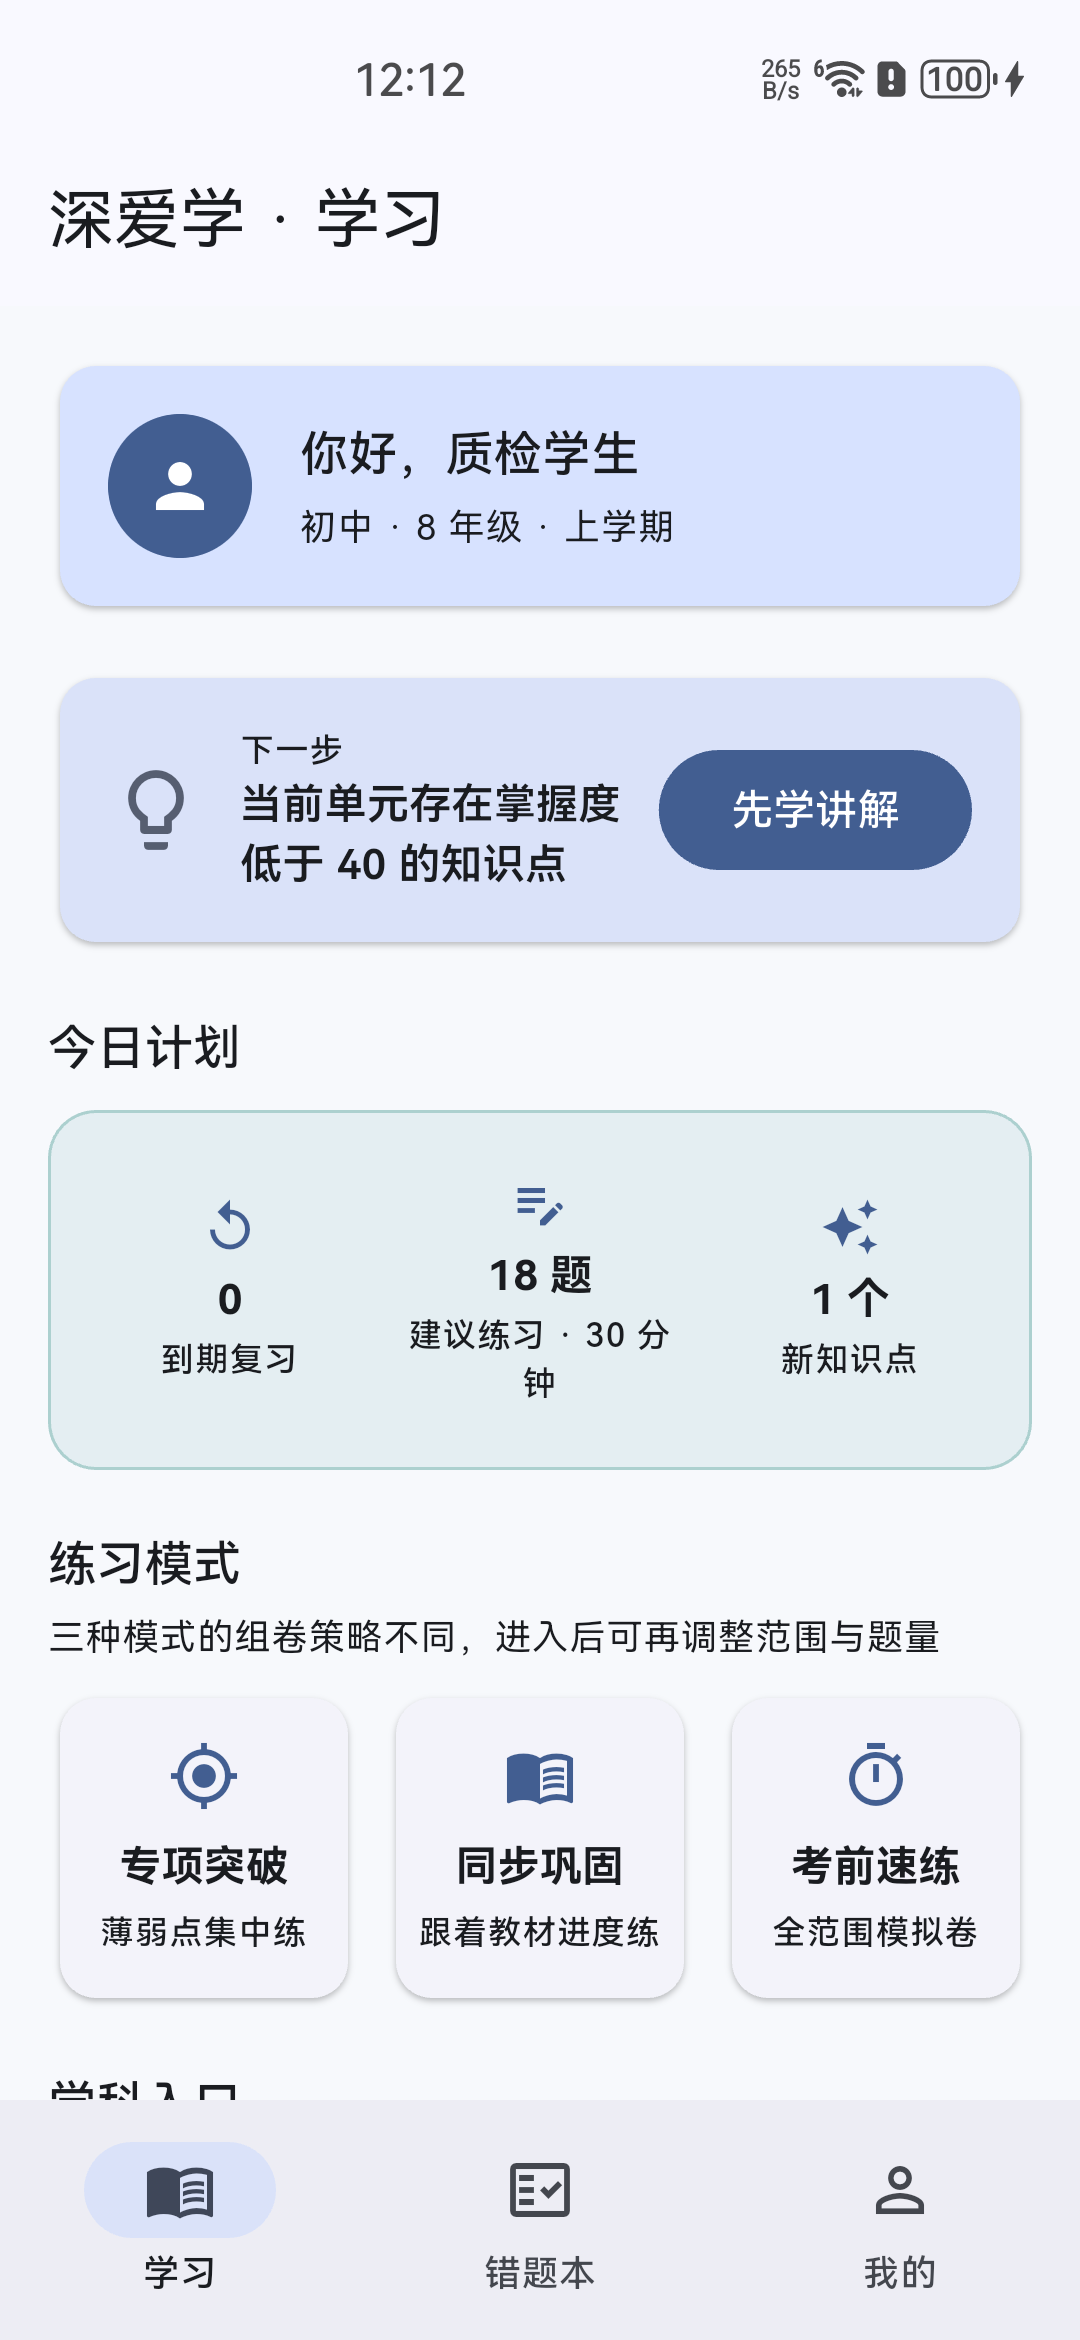 12:12
265 B/s
6
100
深爱学 · 学习
你好，质检学生
初中 · 8 年级 · 上学期
下一步
当前单元存在掌握度
低于 40 的知识点
先学讲解
今日计划
0
到期复习
18 题
建议练习 · 30 分
钟
1 个
新知识点
练习模式
三种模式的组卷策略不同，进入后可再调整范围与题量
专项突破
薄弱点集中练
同步巩固
跟着教材进度练
考前速练
全范围模拟卷
学科入口
学习
错题本
我的